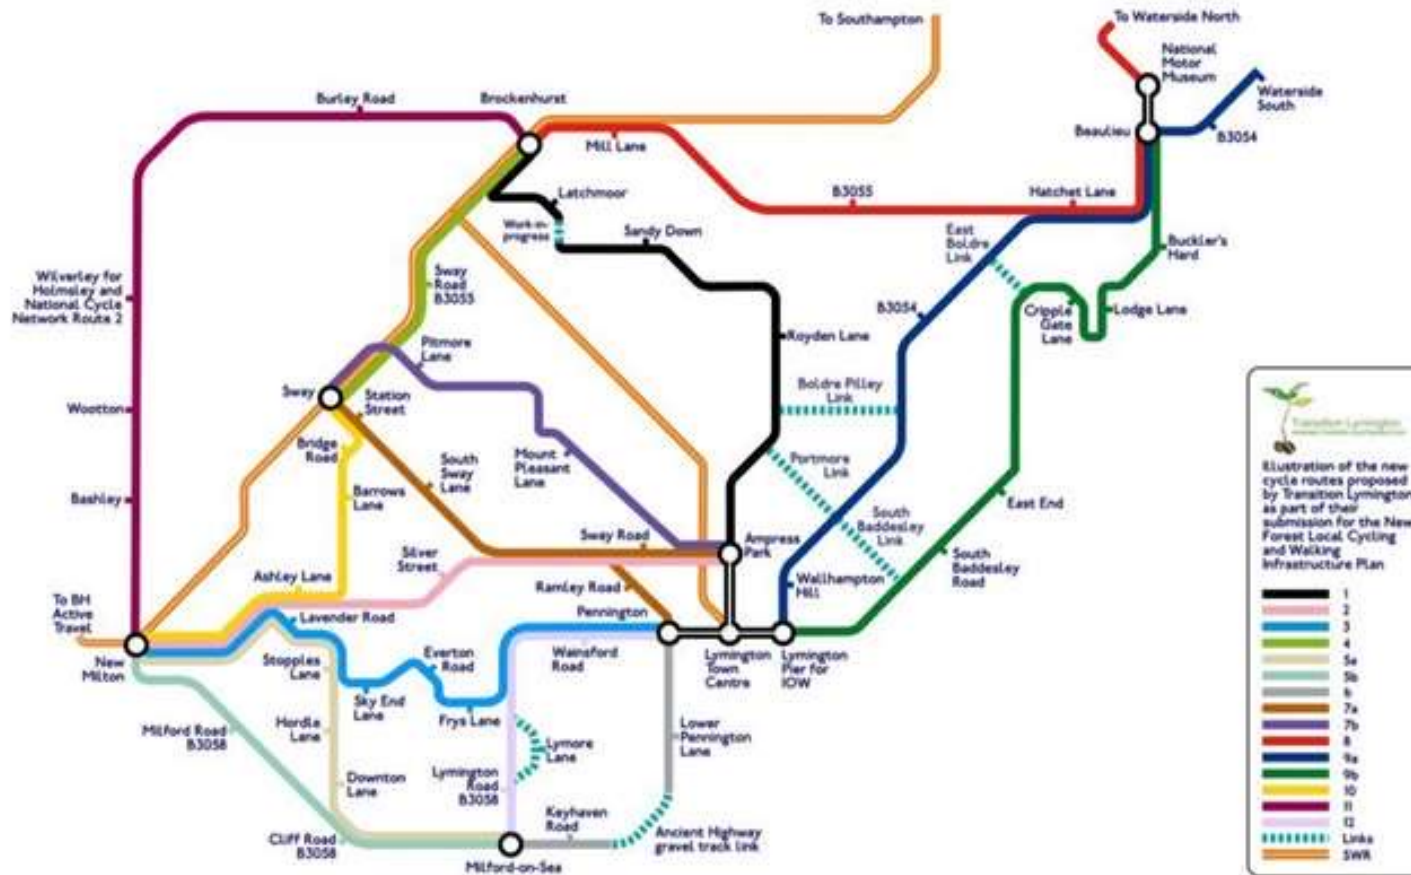 To Southampton
To Waterside North
National
Motor
Museum
Waterside
South
Burley Road
Brockenhurst
Beaulieu
B3054
Mill Lane
Latchmoor
B3055
Hatchet Lane
Work-in-
progress
Sandy Down
East
Boldre
Link
Buckler's
Hard
Wilverley for
Holmsley and
National Cycle
Network Route 2
Sway
Road
B3055
B3054
Cripple
Gate
Lane
Lodge Lane
Pitmore
Lane
Royden Lane
Sway
Station
Street
Boldre Pilley
Link
Wootton
Bridge
Road
South
Sway
Lane
Mount
Pleasant
Lane
Portmore
Link
Bashley
Barrows
Lane
East End
South
Baddesley
Link
Silver
Street
Sway Road
Ampress
Park
South
Baddesley
Road
Ashley Lane
Ramley Road
Wallhampton
Hill
To BH
Active
Travel
Lavender Road
Pennington
New
Milton
Stopples
Lane
Everton
Road
Wainsford
Road
Lymington
Town
Centre
Lymington
Pier for
IOW
Sky End
Lane
Frys Lane
Milford Road
B3058
Hordle
Lane
Lymore
Lane
Lower
Pennington
Lane
Downton
Lane
Lymington
Road
B3058
Cliff Road
B3058
Keyhaven
Road
Ancient Highway
gravel track link
Milford-on-Sea
Transition Lymington
Illustration of the new
cycle routes proposed
by Transition Lymington
as part of their
submission for the New
Forest Local Cycling
and Walking
Infrastructure Plan
1
2
3
4
5a
5b
6
7a
7b
8
9a
9b
10
11
12
Links
SWR